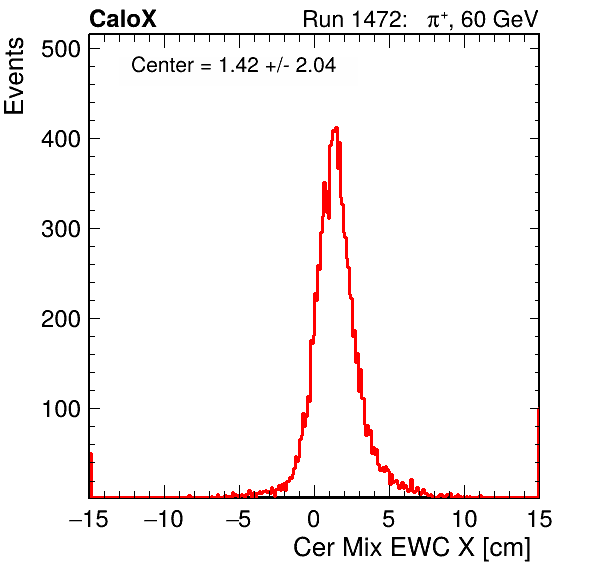 CaloX Run 1472: π⁺, 60 GeV
Events
Center = 1.42 +/- 2.04
500
400
300
200
100
−15 −10 −5 0 5 10 15
Cer Mix EWC X [cm]